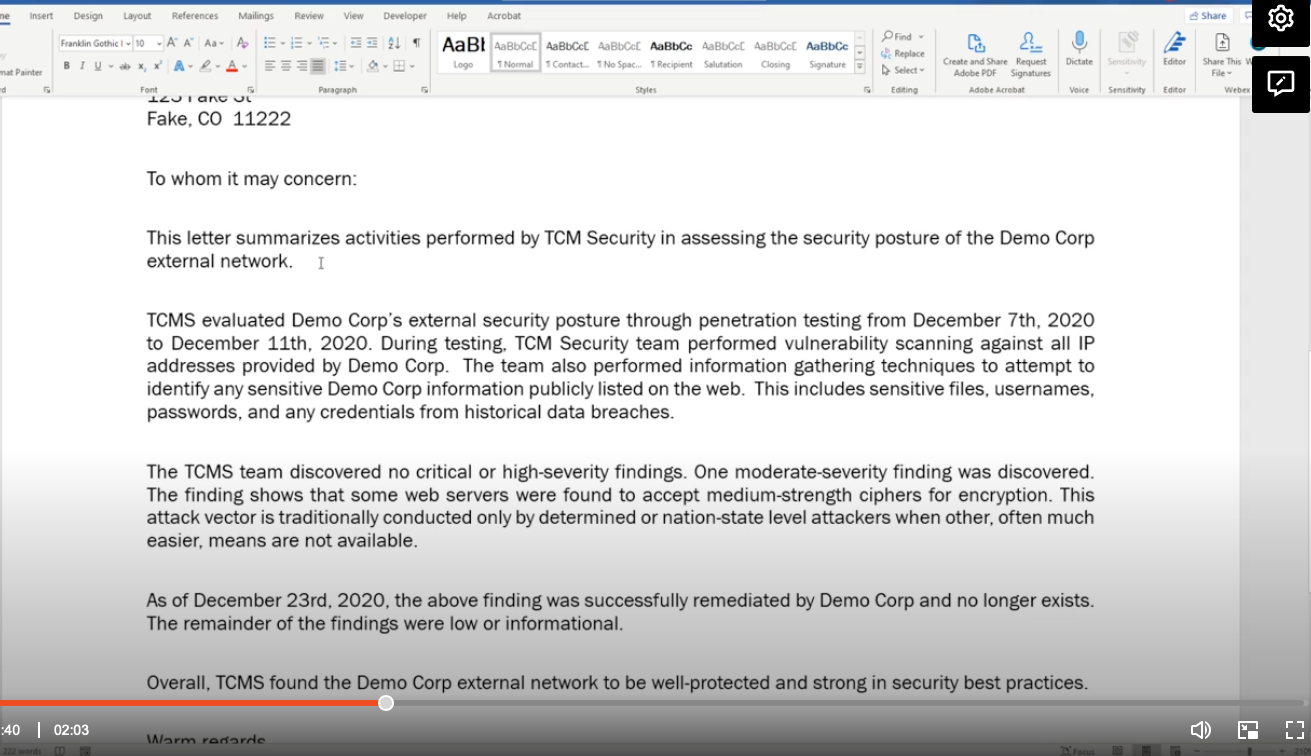 Insert Design Layout References Mailings Review View Developer Help Acrobat Share
Franklin Gothic 10 Aa
mat Painter
B I U ab x₂ x² A A
AaBl AaBbCcD AaBbCcD AaBbCcD AaBbCc AaBbCcD AaBbCcD AaBbCc
Logo ¶ Normal ¶ Contact... ¶ No Spac... ¶ Recipient Salutation Closing Signature
Find
Replace
Select
Create and Share Adobe PDF
Request Signatures
Dictate
Sensitivity
Editor
Share This File
Font Paragraph Styles Editing Adobe Acrobat Voice Sensitivity Editor Webex
123 Fake St
Fake, CO 11222
To whom it may concern:
This letter summarizes activities performed by TCM Security in assessing the security posture of the Demo Corp
external network.
TCMS evaluated Demo Corp's external security posture through penetration testing from December 7th, 2020
to December 11th, 2020. During testing, TCM Security team performed vulnerability scanning against all IP
addresses provided by Demo Corp. The team also performed information gathering techniques to attempt to
identify any sensitive Demo Corp information publicly listed on the web. This includes sensitive files, usernames,
passwords, and any credentials from historical data breaches.
The TCMS team discovered no critical or high-severity findings. One moderate-severity finding was discovered.
The finding shows that some web servers were found to accept medium-strength ciphers for encryption. This
attack vector is traditionally conducted only by determined or nation-state level attackers when other, often much
easier, means are not available.
As of December 23rd, 2020, the above finding was successfully remediated by Demo Corp and no longer exists.
The remainder of the findings were low or informational.
Overall, TCMS found the Demo Corp external network to be well-protected and strong in security best practices.
:40 | 02:03
Warm regards
222 words Focus